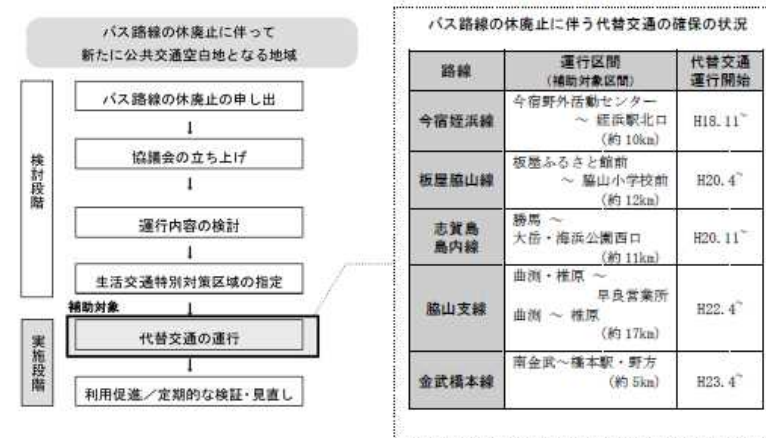 バス路線の休廃止に伴って
新たに公共交通空白地となる地域
検討段階
バス路線の休廃止の申し出
↓
協議会の立ち上げ
↓
運行内容の検討
↓
生活交通特別対策区域の指定
補助対象
↓
実施段階
代替交通の運行
↓
利用促進／定期的な検証・見直し
バス路線の休廃止に伴う代替交通の確保の状況
路線
運行区間
(補助対象区間)
代替交通
運行開始
今宿姪浜線
今宿野外活動センター
～ 姪浜駅北口
(約10km)
H18.11~
板屋脇山線
板屋ふるさと館前
～ 脇山小学校前
(約12km)
H20.4~
志賀島
島内線
勝馬 ～
大岳・海浜公園西口
(約11km)
H20.11~
脇山支線
曲渕・椎原 ～
早良営業所
曲渕 ～ 椎原
(約17km)
H22.4~
金武橋本線
南金武～橋本駅・野方
(約5km)
H23.4~